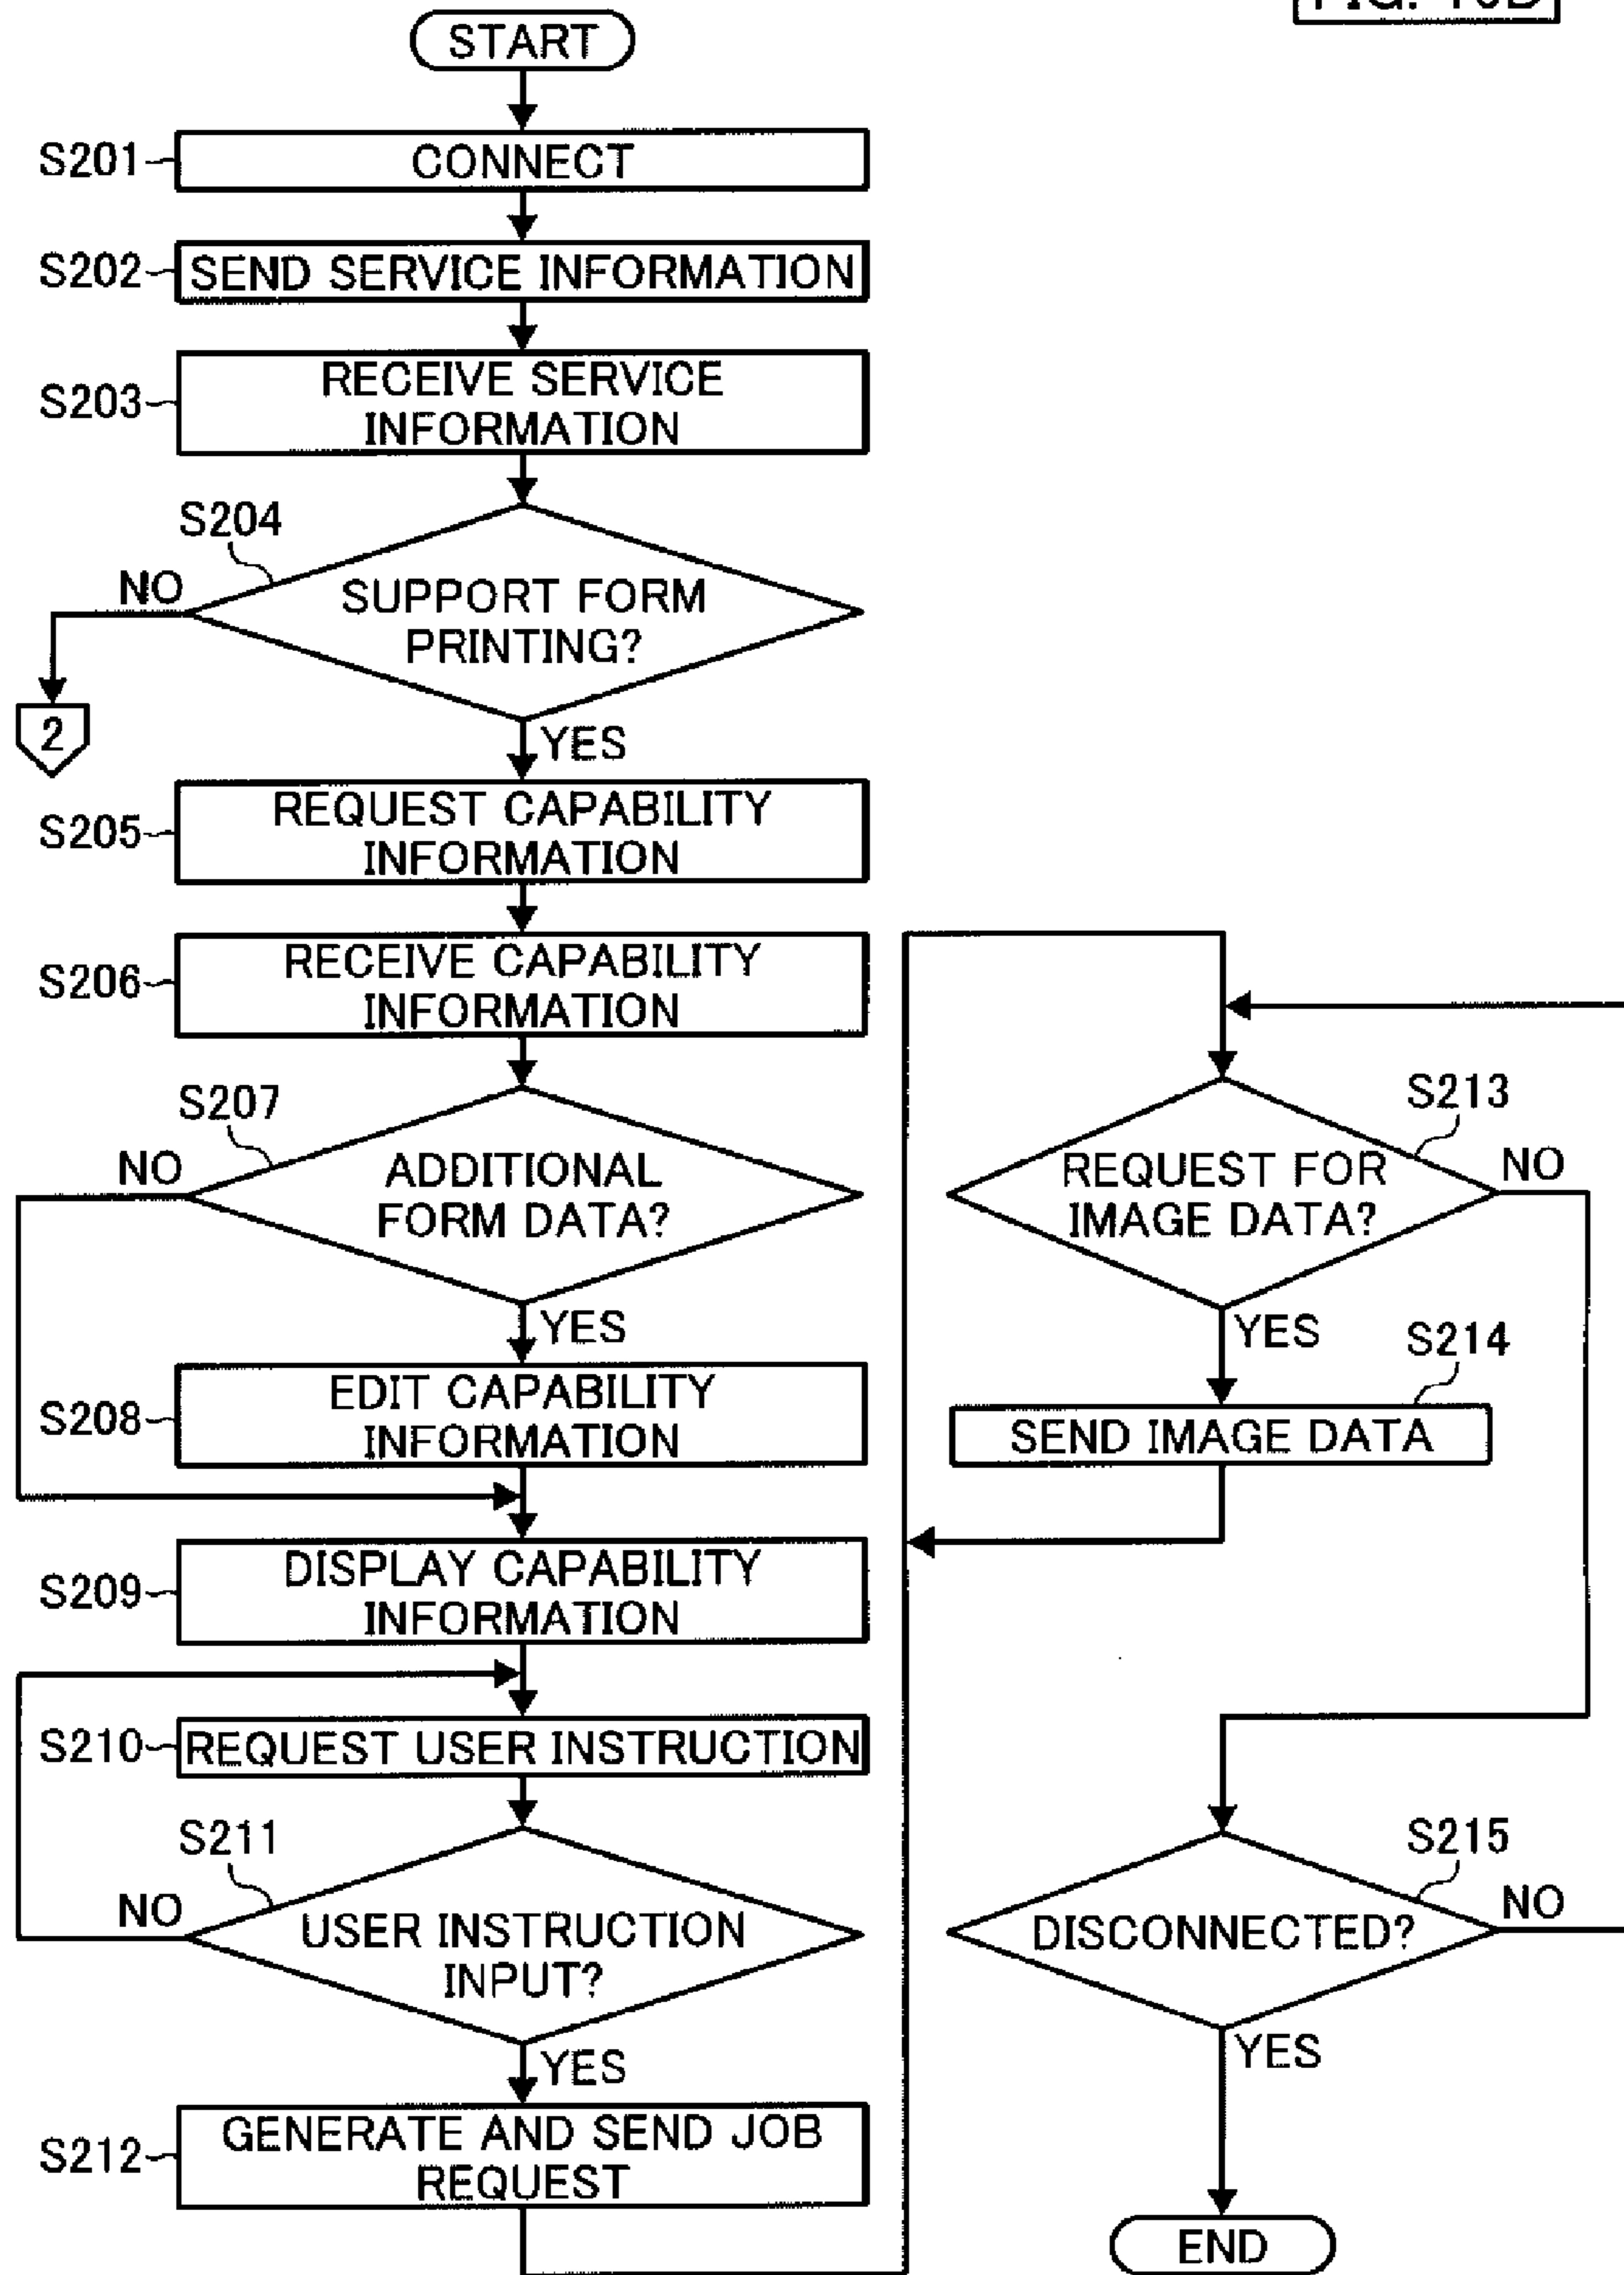 START
S201
CONNECT
S202
SEND SERVICE INFORMATION
S203
RECEIVE SERVICE
INFORMATION
S204
NO
SUPPORT FORM
PRINTING?
2
YES
S205
REQUEST CAPABILITY
INFORMATION
S206
RECEIVE CAPABILITY
INFORMATION
S207
NO
ADDITIONAL
FORM DATA?
YES
S208
EDIT CAPABILITY
INFORMATION
S209
DISPLAY CAPABILITY
INFORMATION
S210
REQUEST USER INSTRUCTION
S211
NO
USER INSTRUCTION
INPUT?
YES
S212
GENERATE AND SEND JOB
REQUEST
S213
REQUEST FOR
IMAGE DATA?
NO
YES
S214
SEND IMAGE DATA
S215
DISCONNECTED?
NO
YES
END